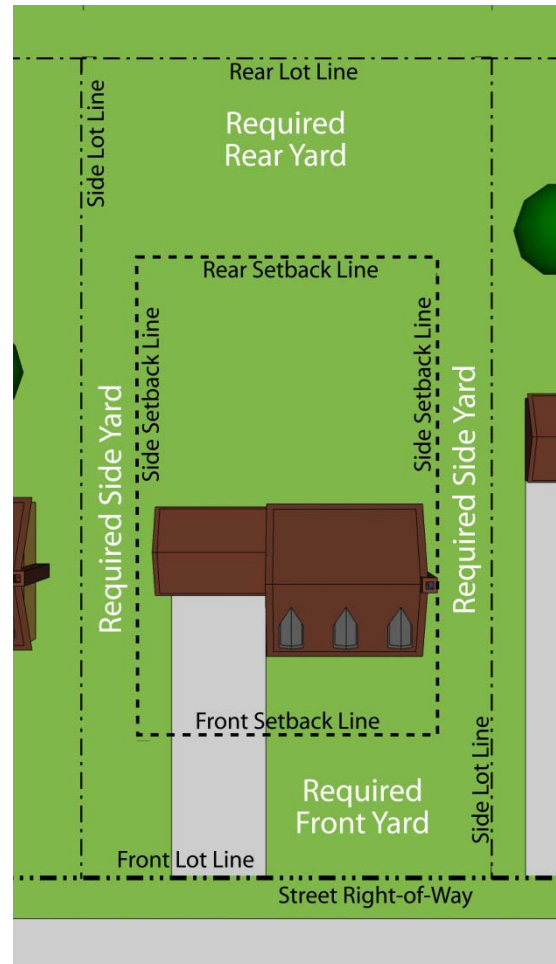 Rear Lot Line
Required
Rear Yard
Side Lot Line
Rear Setback Line
Side Setback Line
Side Setback Line
Required Side Yard
Required Side Yard
Front Setback Line
Required
Front Yard
Side Lot Line
Front Lot Line
Street Right-of-Way